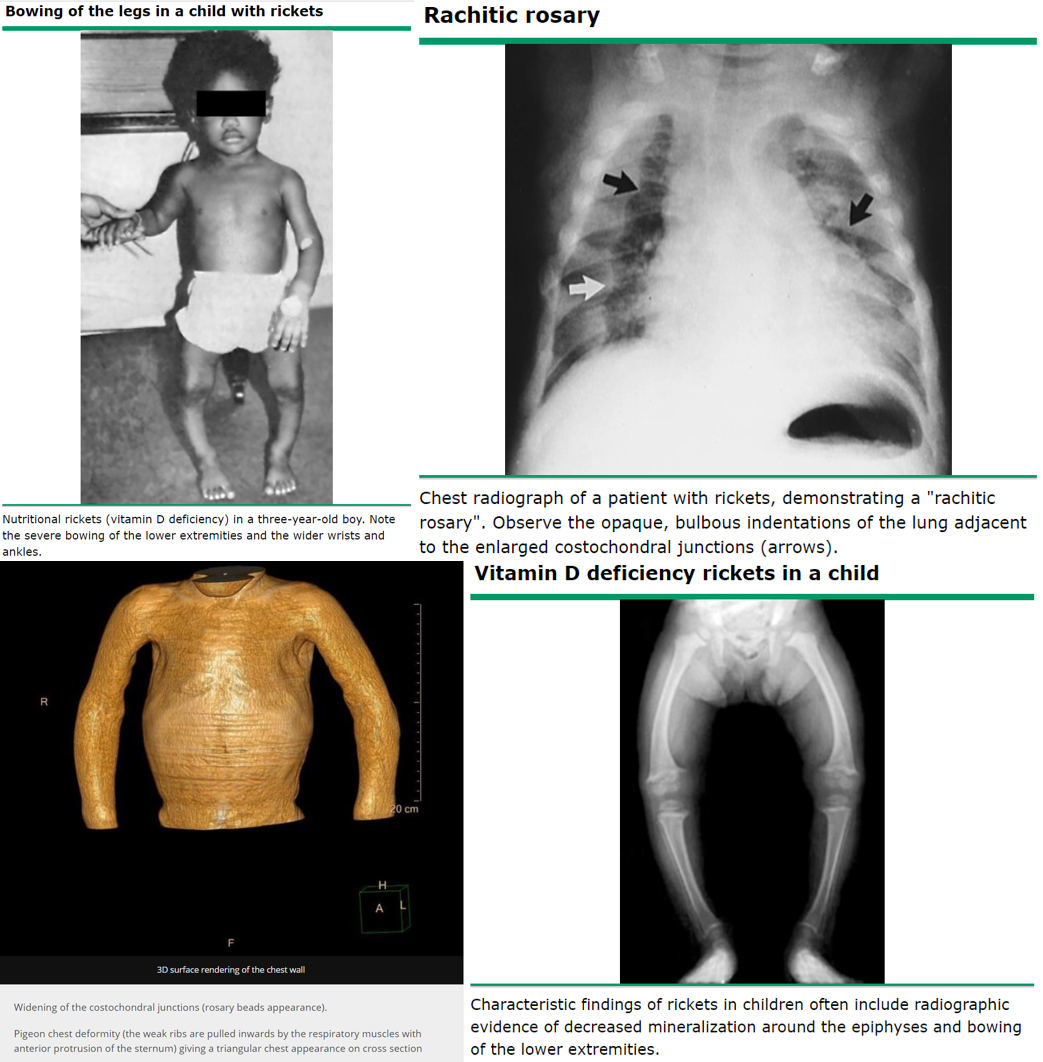 Bowing of the legs in a child with rickets
Nutritional rickets (vitamin D deficiency) in a three-year-old boy. Note
the severe bowing of the lower extremities and the wider wrists and
ankles.
Rachitic rosary
Chest radiograph of a patient with rickets, demonstrating a "rachitic
rosary". Observe the opaque, bulbous indentations of the lung adjacent
to the enlarged costochondral junctions (arrows).
R
20 cm
H
A
L
F
3D surface rendering of the chest wall
Widening of the costochondral junctions (rosary beads appearance).
Pigeon chest deformity (the weak ribs are pulled inwards by the respiratory muscles with
anterior protrusion of the sternum) giving a triangular chest appearance on cross section
Vitamin D deficiency rickets in a child
Characteristic findings of rickets in children often include radiographic
evidence of decreased mineralization around the epiphyses and bowing
of the lower extremities.